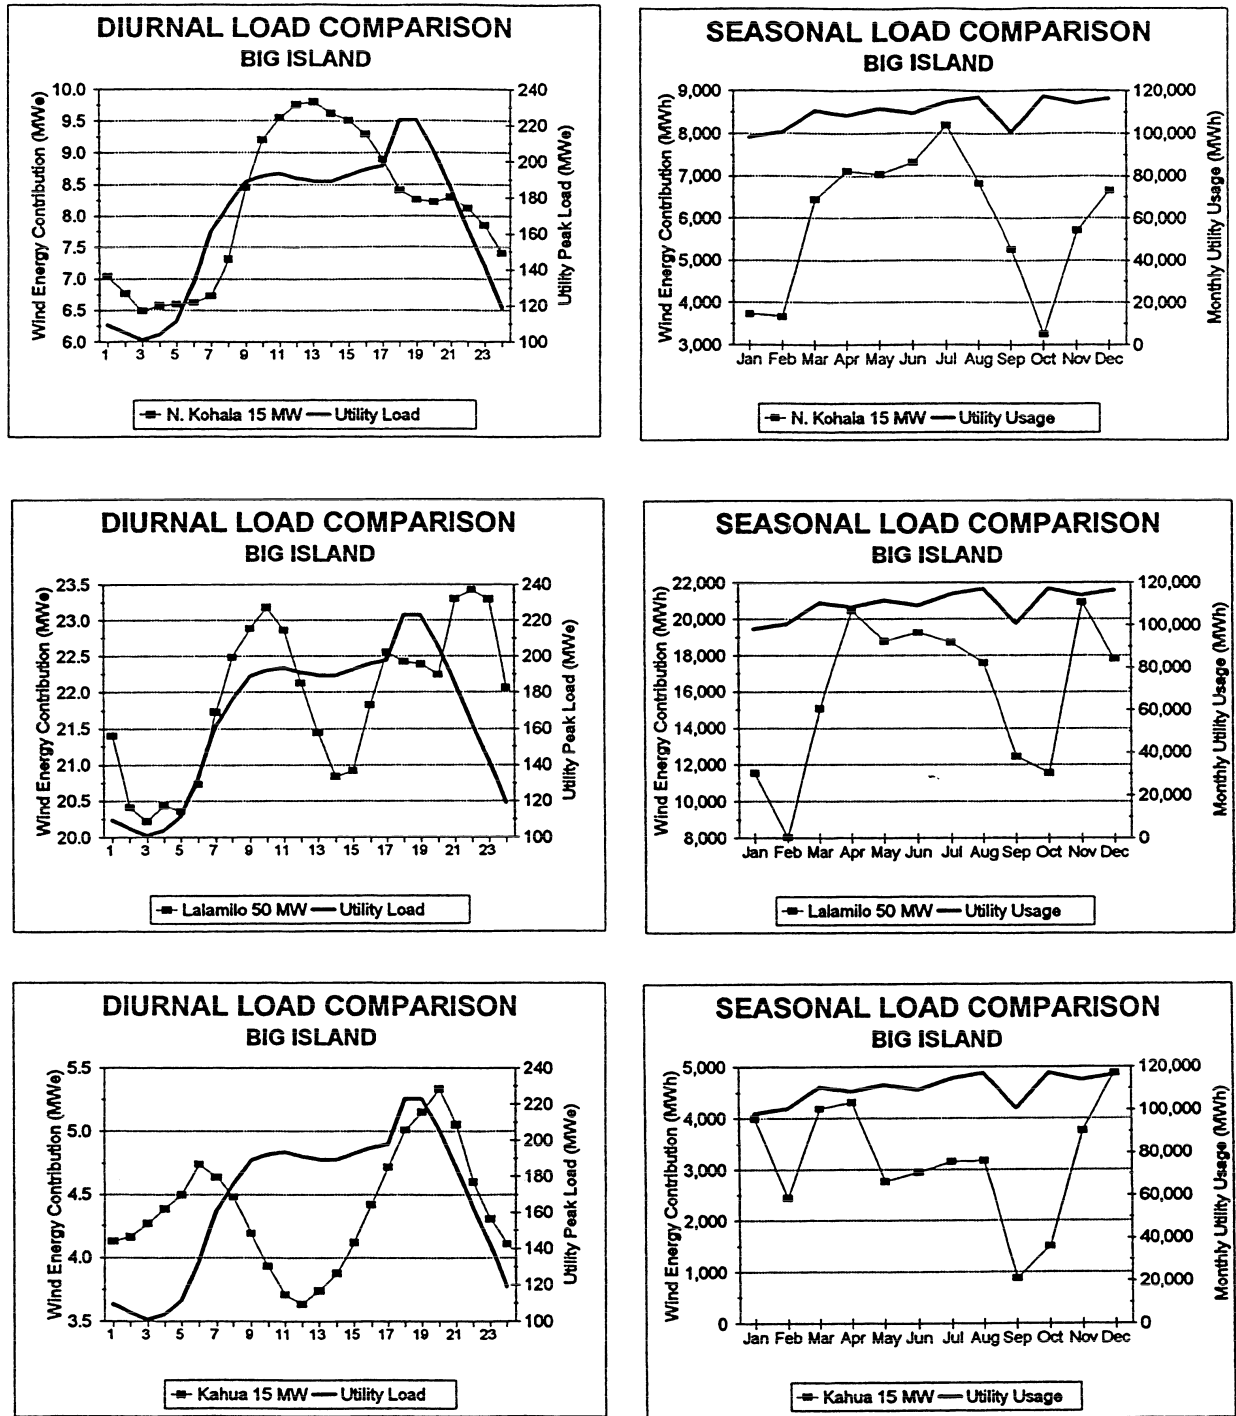 DIURNAL LOAD COMPARISON
BIG ISLAND
Wind Energy Contribution (MWe)
10.0
9.5
9.0
8.5
8.0
7.5
7.0
6.5
6.0
240
220
200
180
160
140
120
100
Utility Peak Load (MWe)
1 3 5 7 9 11 13 15 17 19 21 23
N. Kohala 15 MW Utility Load
SEASONAL LOAD COMPARISON
BIG ISLAND
Wind Energy Contribution (MWh)
9,000
8,000
7,000
6,000
5,000
4,000
3,000
120,000
100,000
80,000
60,000
40,000
20,000
0
Monthly Utility Usage (MWh)
Jan Feb Mar Apr May Jun Jul Aug Sep Oct Nov Dec
N. Kohala 15 MW Utility Usage
DIURNAL LOAD COMPARISON
BIG ISLAND
Wind Energy Contribution (MWe)
23.5
23.0
22.5
22.0
21.5
21.0
20.5
20.0
240
220
200
180
160
140
120
100
Utility Peak Load (MWe)
1 3 5 7 9 11 13 15 17 19 21 23
Lalamilo 50 MW Utility Load
SEASONAL LOAD COMPARISON
BIG ISLAND
Wind Energy Contribution (MWh)
22,000
20,000
18,000
16,000
14,000
12,000
10,000
8,000
120,000
100,000
80,000
60,000
40,000
20,000
0
Monthly Utility Usage (MWh)
Jan Feb Mar Apr May Jun Jul Aug Sep Oct Nov Dec
Lalamilo 50 MW Utility Usage
DIURNAL LOAD COMPARISON
BIG ISLAND
Wind Energy Contribution (MWe)
5.5
5.0
4.5
4.0
3.5
240
220
200
180
160
140
120
100
Utility Peak Load (MWe)
1 3 5 7 9 11 13 15 17 19 21 23
Kahua 15 MW Utility Load
SEASONAL LOAD COMPARISON
BIG ISLAND
Wind Energy Contribution (MWh)
5,000
4,000
3,000
2,000
1,000
0
120,000
100,000
80,000
60,000
40,000
20,000
0
Monthly Utility Usage (MWh)
Jan Feb Mar Apr May Jun Jul Aug Sep Oct Nov Dec
Kahua 15 MW Utility Usage